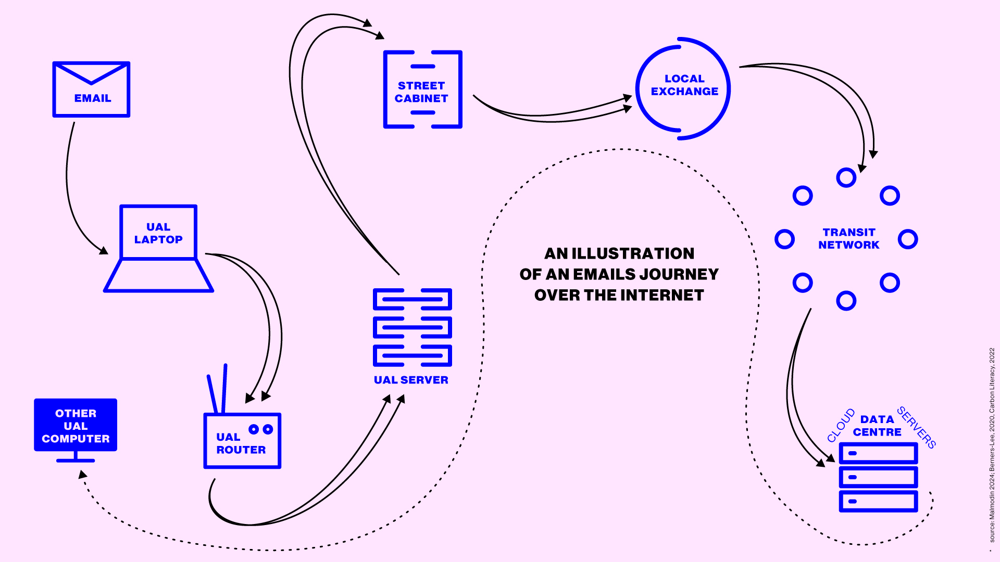 EMAIL
UAL
LAPTOP
UAL
ROUTER
UAL SERVER
STREET
CABINET
LOCAL
EXCHANGE
TRANSIT
NETWORK
CLOUD
DATA
CENTRE
SERVERS
OTHER
UAL
COMPUTER
AN ILLUSTRATION
OF AN EMAILS JOURNEY
OVER THE INTERNET
* source: Malmodin 2024; Berners-Lee, 2020, Carbon Literacy, 2022